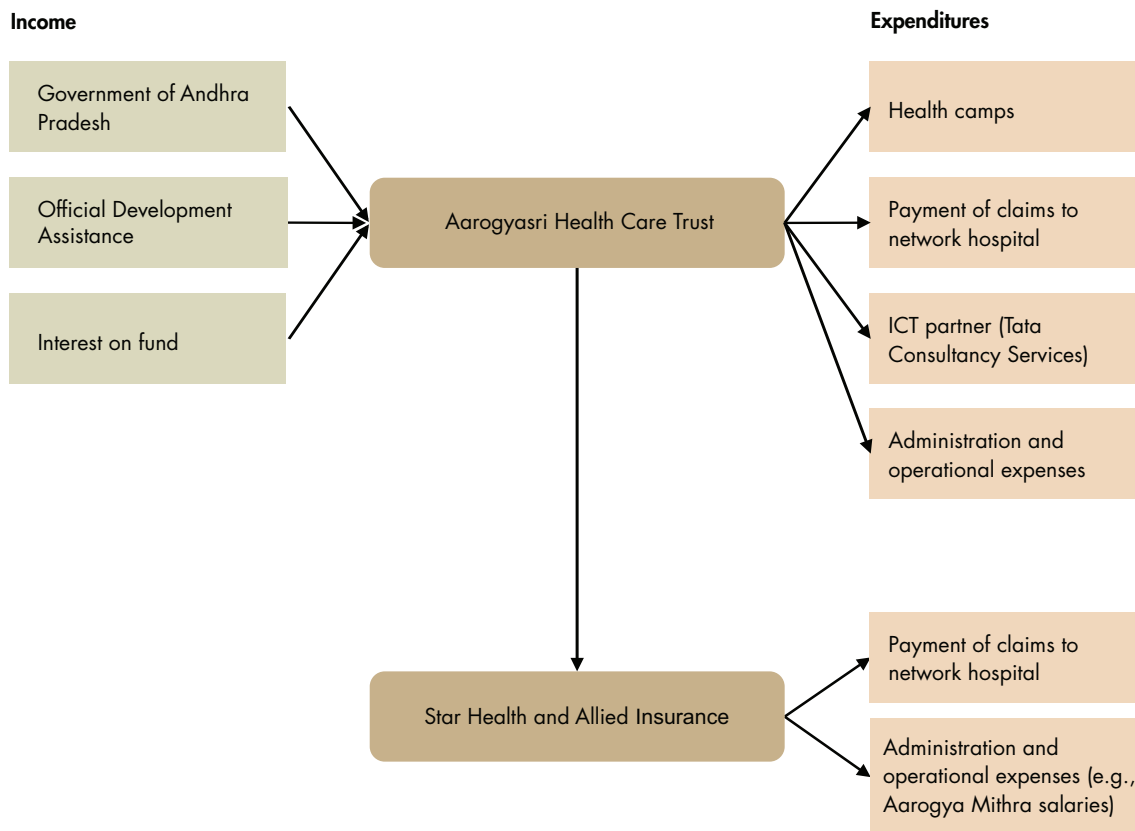 Income
Expenditures
Government of Andhra
Pradesh
Official Development
Assistance
Interest on fund
Aarogyasri Health Care Trust
Health camps
Payment of claims to
network hospital
ICT partner (Tata
Consultancy Services)
Administration and
operational expenses
Star Health and Allied Insurance
Payment of claims to
network hospital
Administration and
operational expenses (e.g.,
Aarogya Mithra salaries)